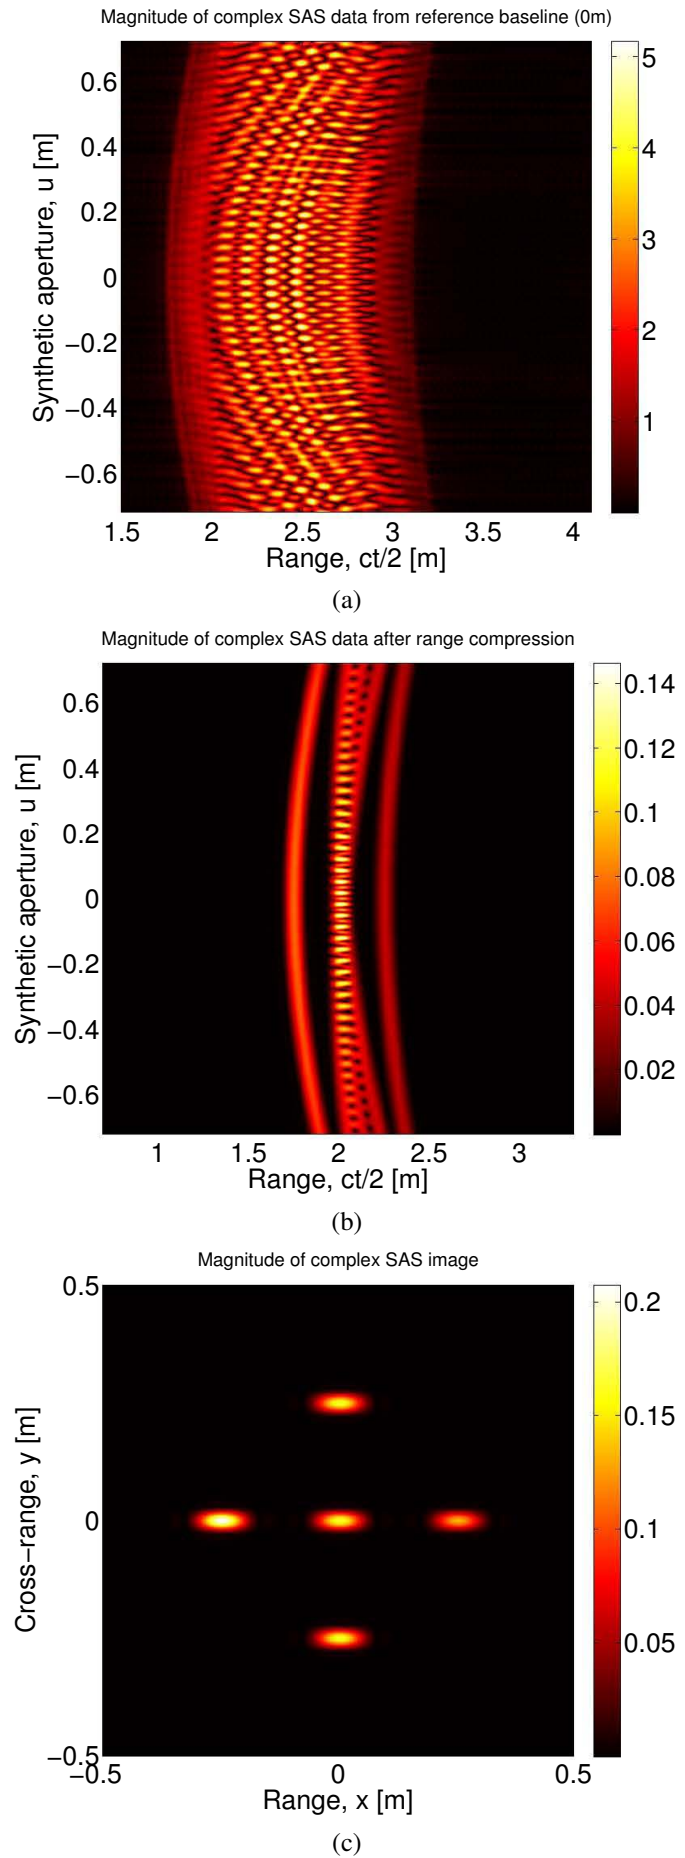 Magnitude of complex SAS data from reference baseline (0m)
0.6
0.4
0.2
0
−0.2
−0.4
−0.6
Synthetic aperture, u [m]
1.5 2 2.5 3 3.5 4
Range, ct/2 [m]
5
4
3
2
1
(a)
Magnitude of complex SAS data after range compression
0.6
0.4
0.2
0
−0.2
−0.4
−0.6
Synthetic aperture, u [m]
1 1.5 2 2.5 3
Range, ct/2 [m]
0.14
0.12
0.1
0.08
0.06
0.04
0.02
(b)
Magnitude of complex SAS image
0.5
0
−0.5
Cross−range, y [m]
−0.5 0 0.5
Range, x [m]
0.2
0.15
0.1
0.05
(c)